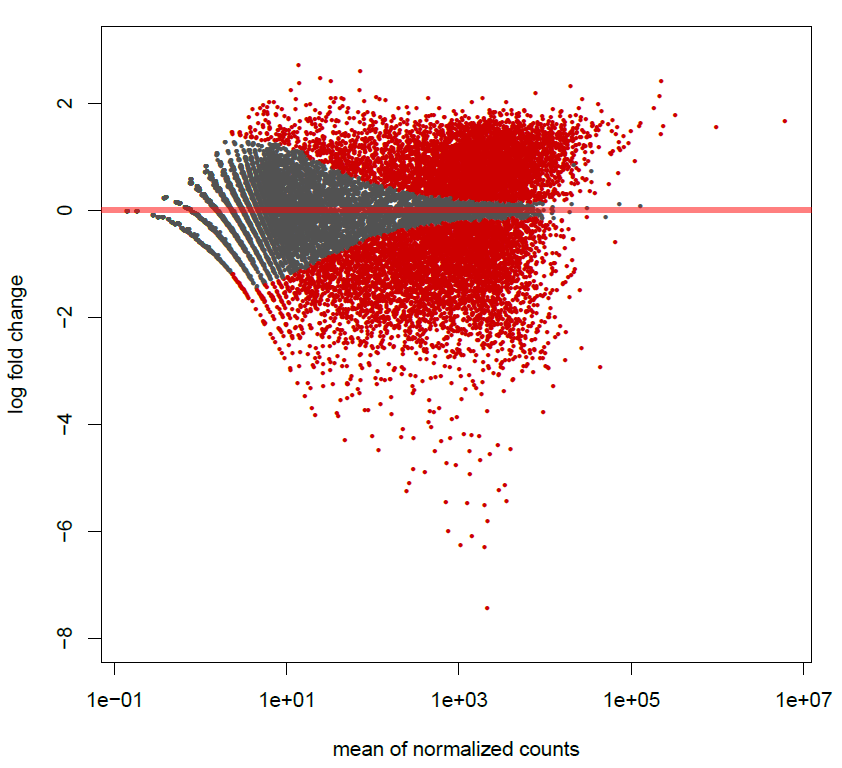 2
0
−2
−4
−6
−8
log fold change
1e−01
1e+01
1e+03
1e+05
1e+07
mean of normalized counts